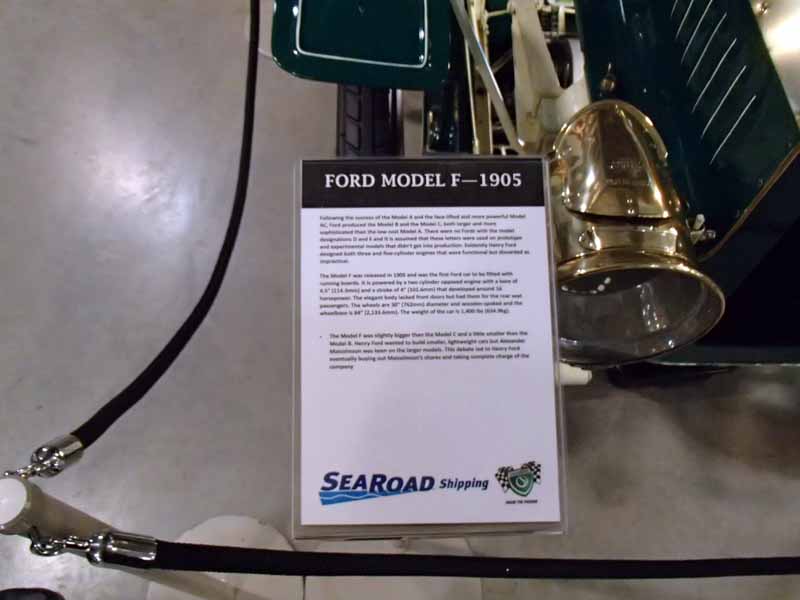 FORD MODEL F—1905
Following the success of the Model A and the face-lifted and more powerful Model
AC, Ford produced the Model B and the Model C, both larger and more
sophisticated than the low cost Model A. There were no Fords with the model
designations D and E and it is assumed that these letters were used on prototype
and experimental models that didn't get into production. Evidently Henry Ford
designed both three and five-cylinder engines that were functional but discarded as
impractical.
The Model F was released in 1905 and was the first Ford car to be fitted with
running boards. It is powered by a two cylinder opposed engine with a bore of
4.5" (114.3mm) and a stroke of 4" (101.6mm) that developed around 16
horsepower. The elegant body lacked front doors but had them for the rear seat
passengers. The wheels are 30" (762mm) diameter and wooden-spoked and the
wheelbase is 84" (2,133.6mm). The weight of the car is 1,400 lbs (634.9kg).
- The Model F was slightly bigger than the Model C and a little smaller than the
Model B. Henry Ford wanted to build smaller, lightweight cars but Alexander
Malcolmson was keen on the larger models. This debate led to Henry Ford
eventually buying out Malcolmson's shares and taking complete charge of the
company
SEAROAD Shipping